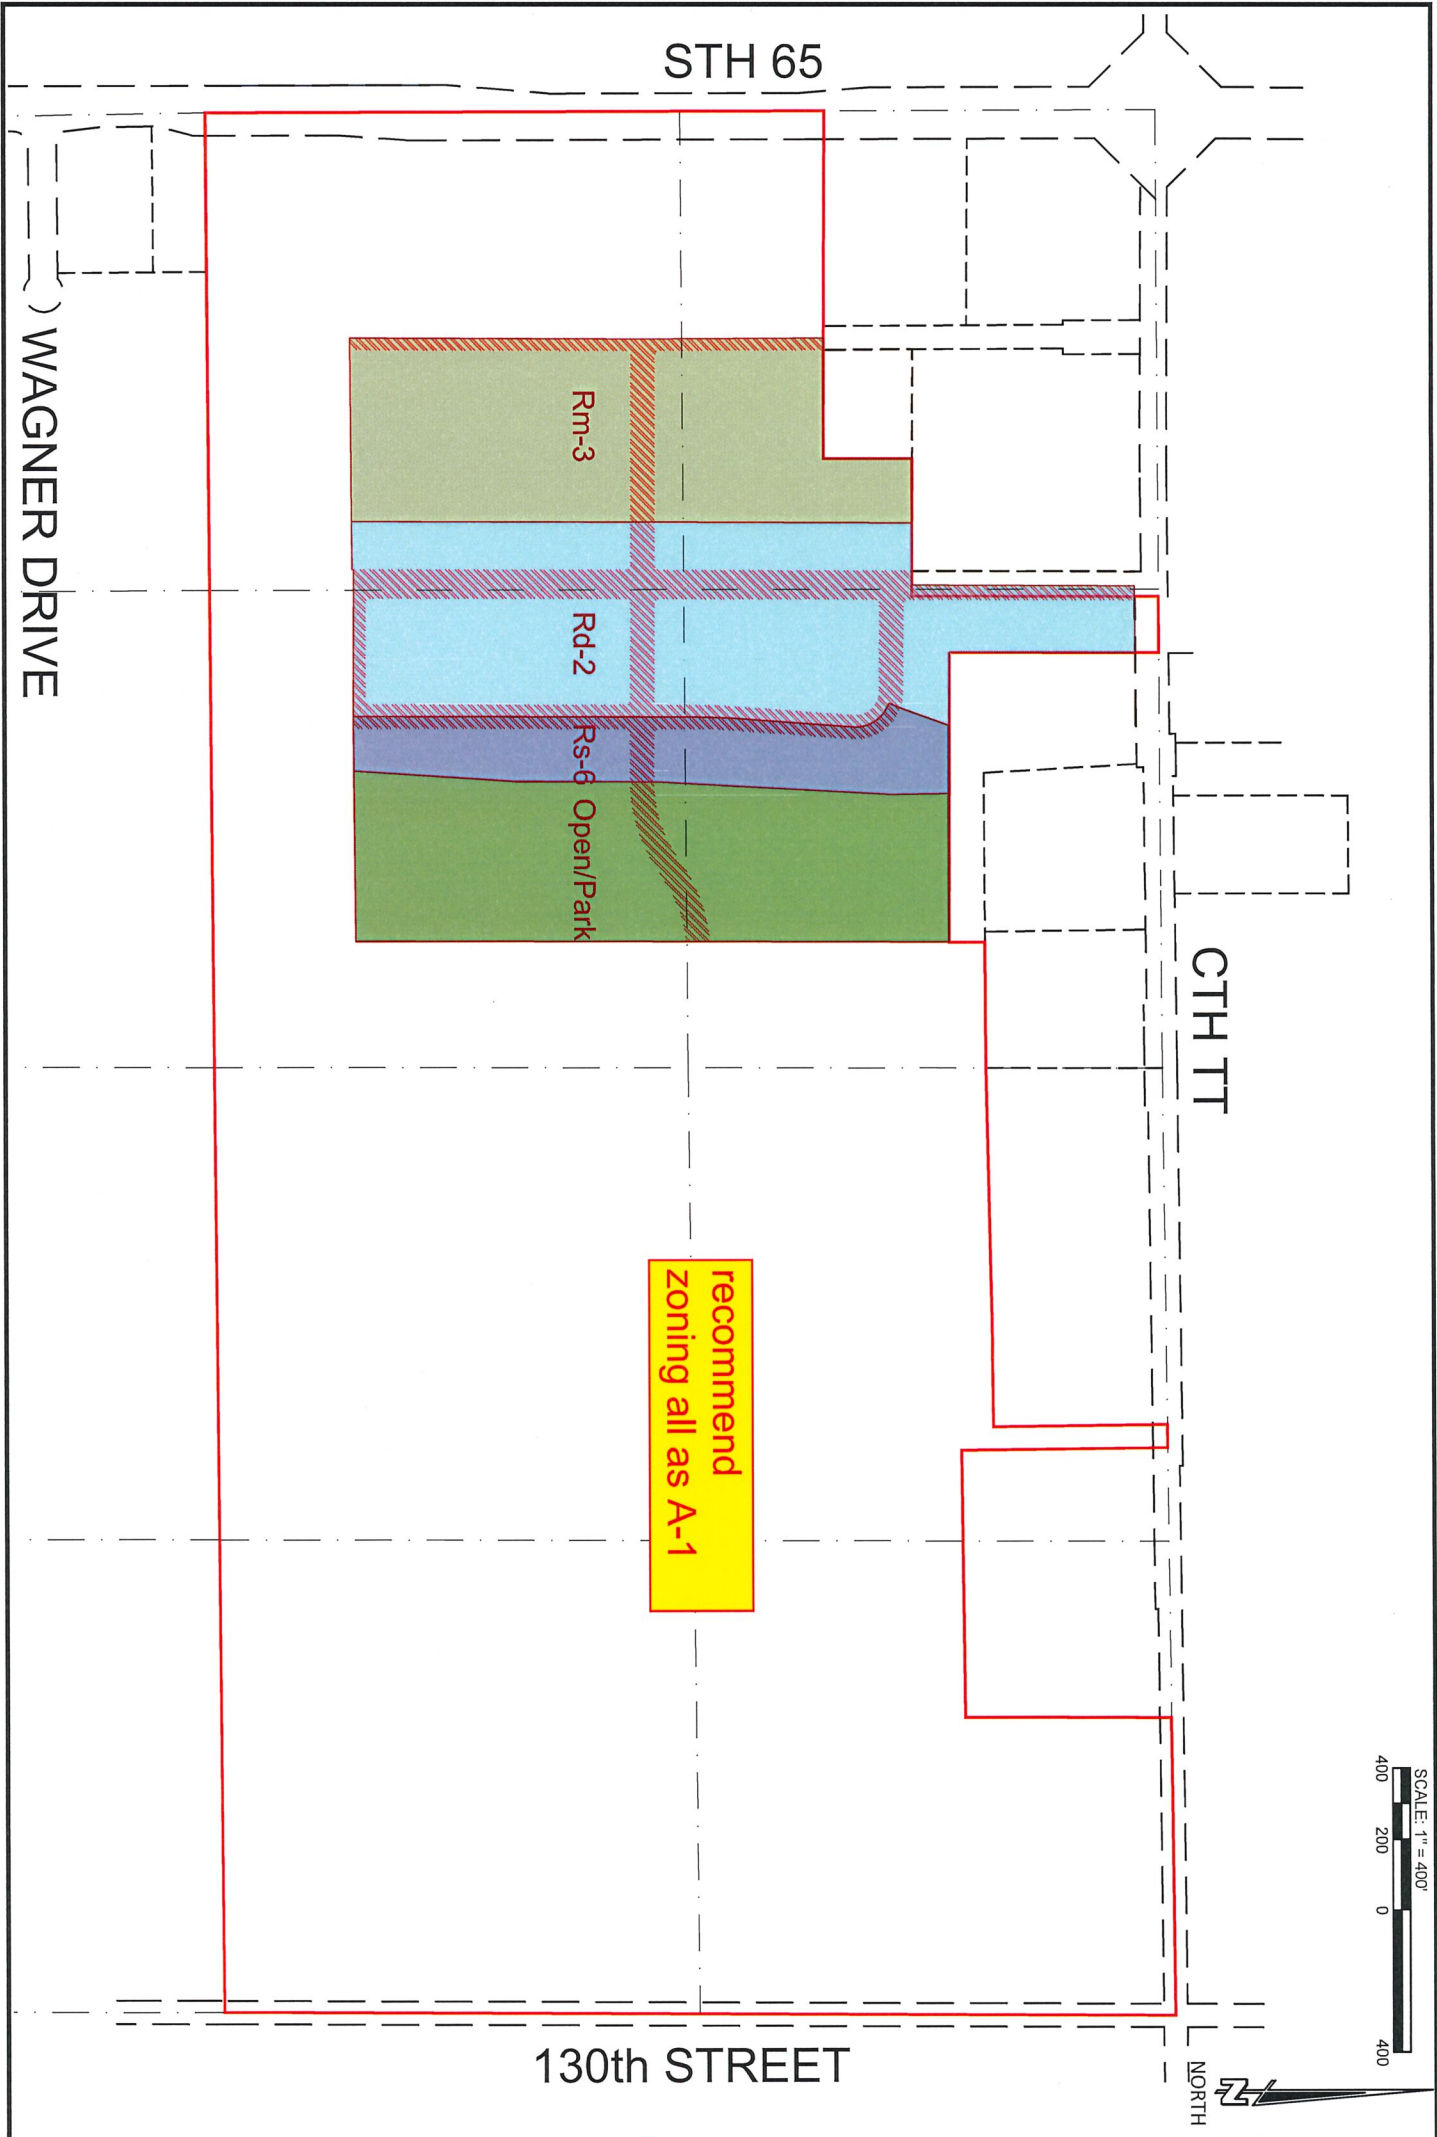 STH 65
WAGNER DRIVE
Rm-3
Rd-2
Rs-6
Open/Park
CTH TT
recommend
zoning all as A-1
130th STREET
SCALE: 1" = 400'
400 200 0 400
NORTH
N